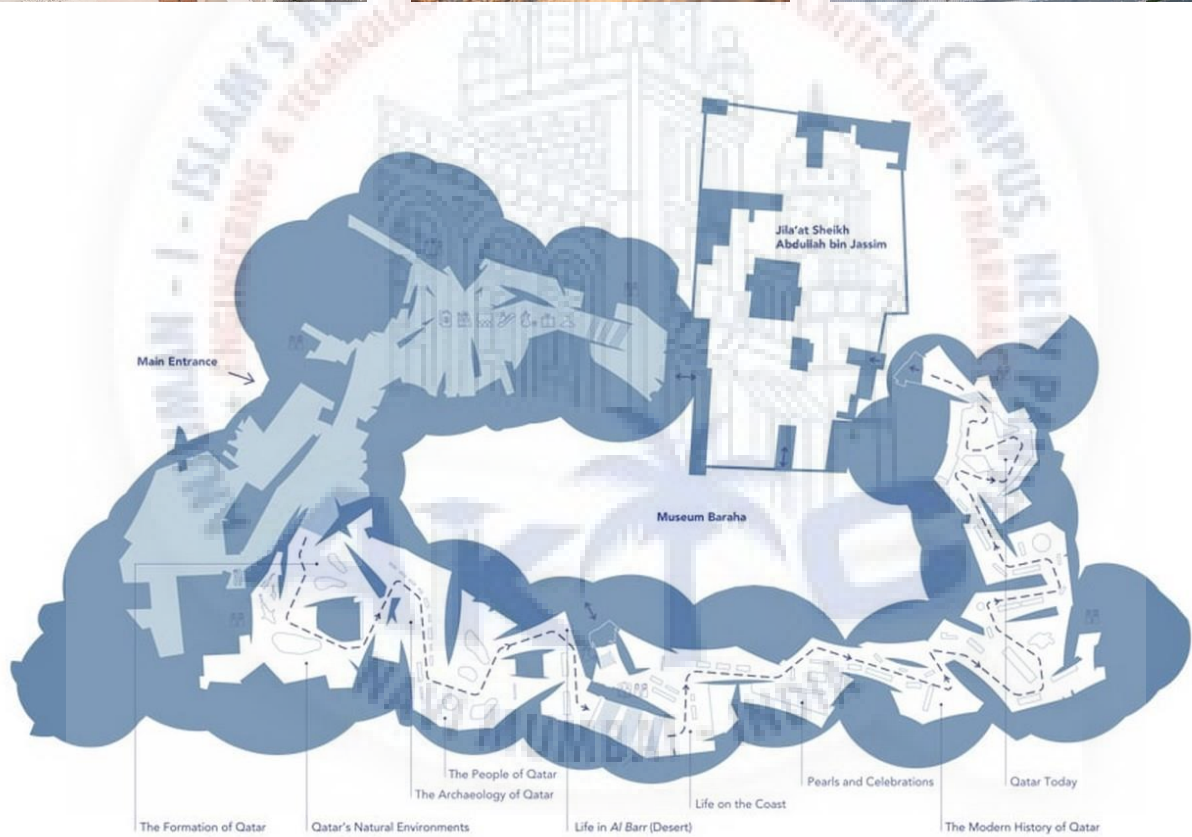 Jila'at Sheikh
Abdullah bin Jassim
Main Entrance
Museum Baraha
The People of Qatar
The Archaeology of Qatar
Pearls and Celebrations
Qatar Today
Life on the Coast
The Formation of Qatar
Qatar's Natural Environments
Life in Al Barr (Desert)
The Modern History of Qatar